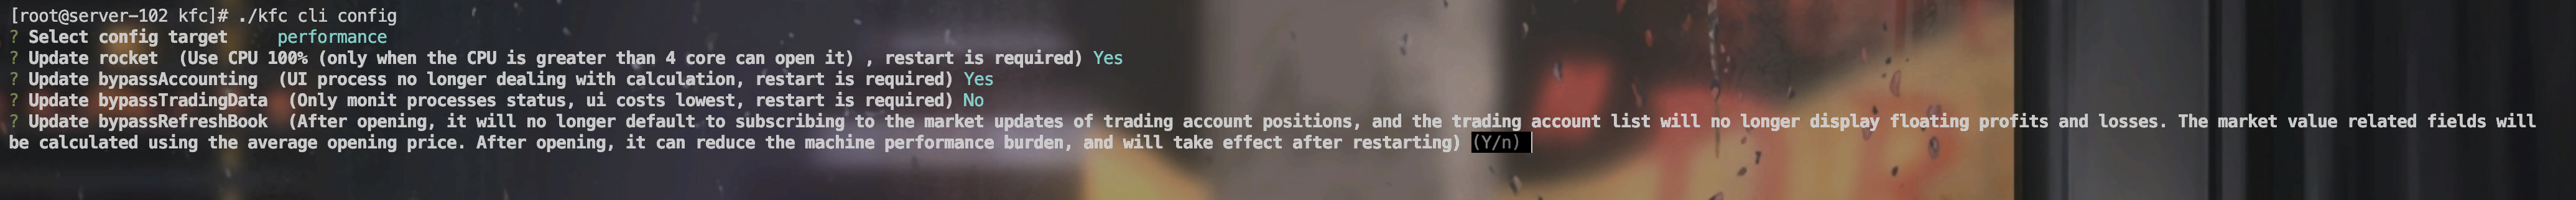 [root@server-102 kfc]# ./kfc cli config
? Select config target performance
? Update rocket (Use CPU 100% (only when the CPU is greater than 4 core can open it) , restart is required) Yes
? Update bypassAccounting (UI process no longer dealing with calculation, restart is required) Yes
? Update bypassTradingData (Only monit processes status, ui costs lowest, restart is required) No
? Update bypassRefreshBook (After opening, it will no longer default to subscribing to the market updates of trading account positions, and the trading account list will no longer display floating profits and losses. The market value related fields will
be calculated using the average opening price. After opening, it can reduce the machine performance burden, and will take effect after restarting) (Y/n)